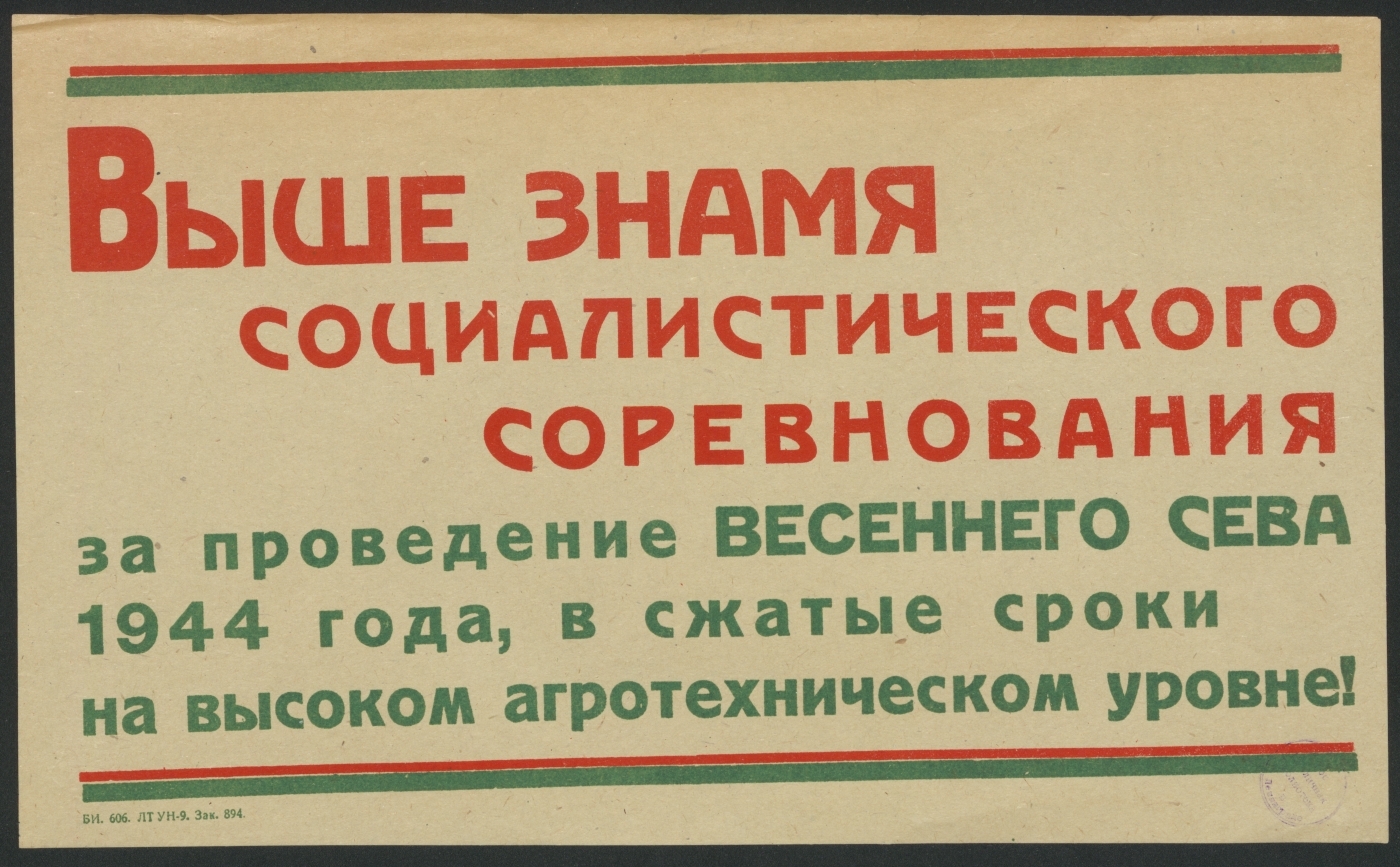 Выше знамя
социалистического
соревнования
за проведение ВЕСЕННЕГО СЕВА
1944 года, в сжатые сроки
на высоком агротехническом уровне!
БИ. 606. ЛТ УН-9. Зак. 894.